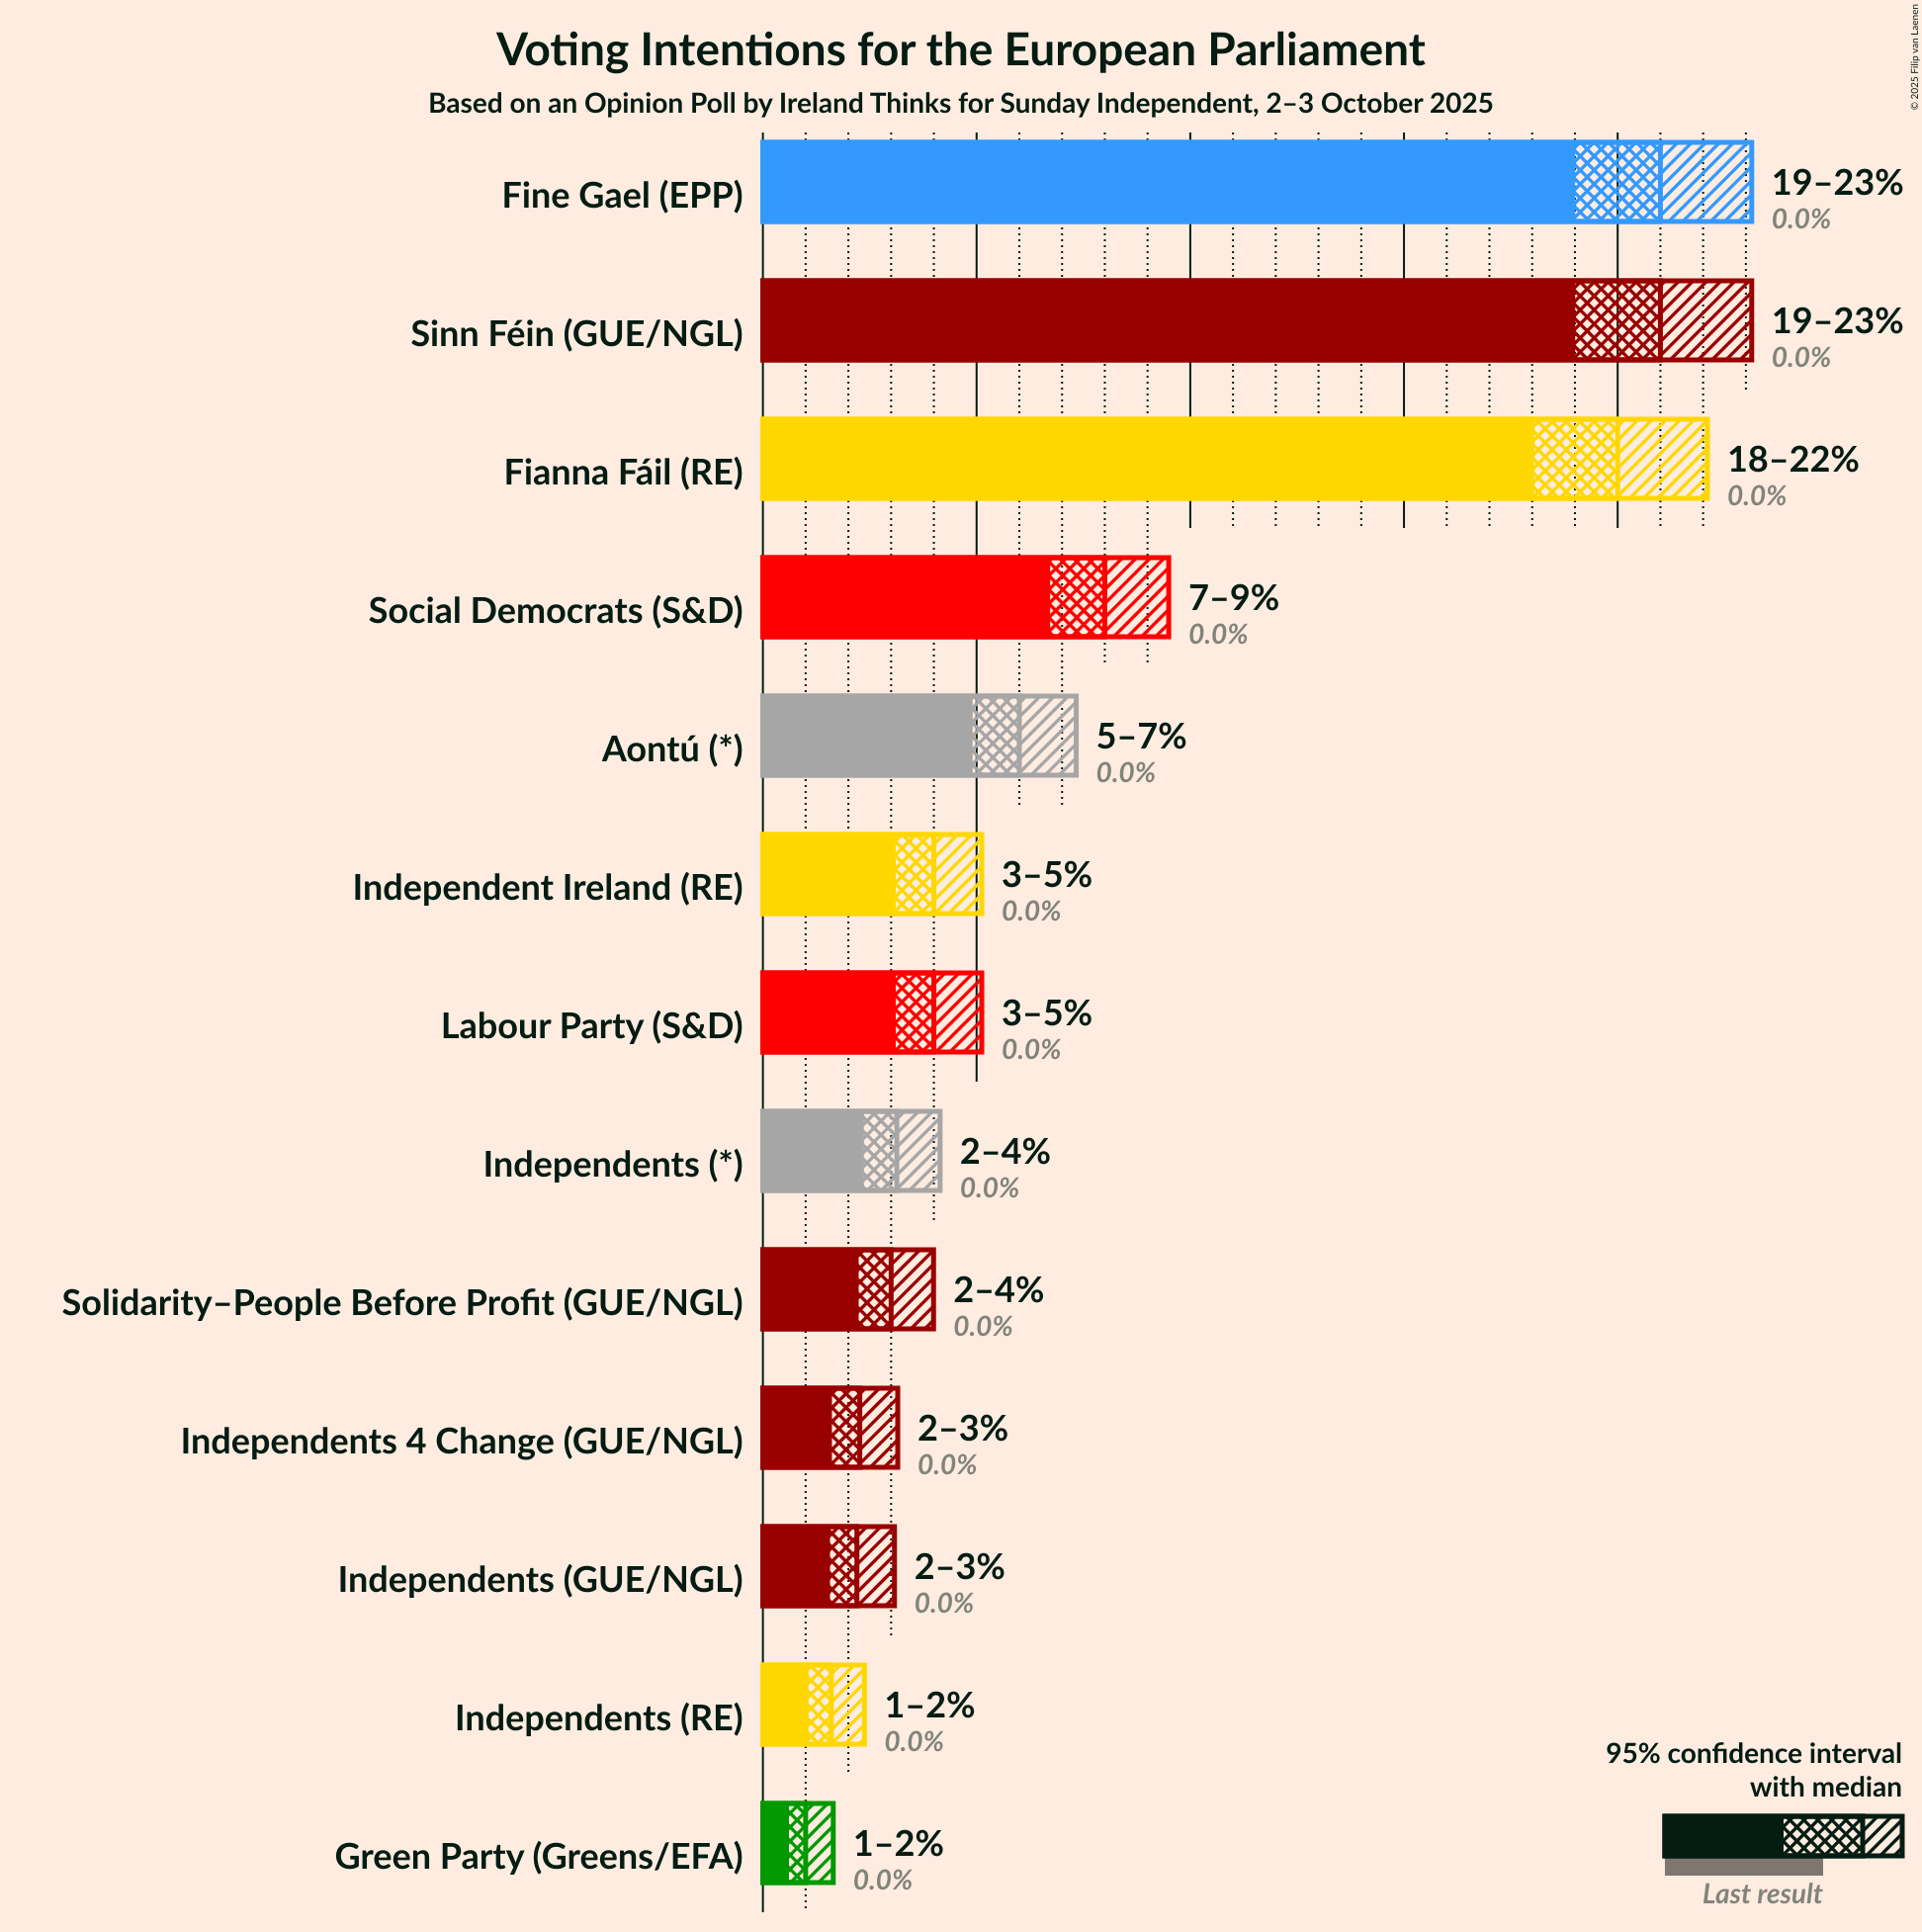 Voting Intentions for the European Parliament
Based on an Opinion Poll by Ireland Thinks for Sunday Independent, 2–3 October 2025
© 2025 Filip van Laenen
Fine Gael (EPP)
19–23%
0.0%
Sinn Féin (GUE/NGL)
19–23%
0.0%
Fianna Fáil (RE)
18–22%
0.0%
Social Democrats (S&D)
7–9%
0.0%
Aontú (*)
5–7%
0.0%
Independent Ireland (RE)
3–5%
0.0%
Labour Party (S&D)
3–5%
0.0%
Independents (*)
2–4%
0.0%
Solidarity–People Before Profit (GUE/NGL)
2–4%
0.0%
Independents 4 Change (GUE/NGL)
2–3%
0.0%
Independents (GUE/NGL)
2–3%
0.0%
Independents (RE)
1–2%
0.0%
Green Party (Greens/EFA)
1–2%
0.0%
95% confidence interval
with median
Last result